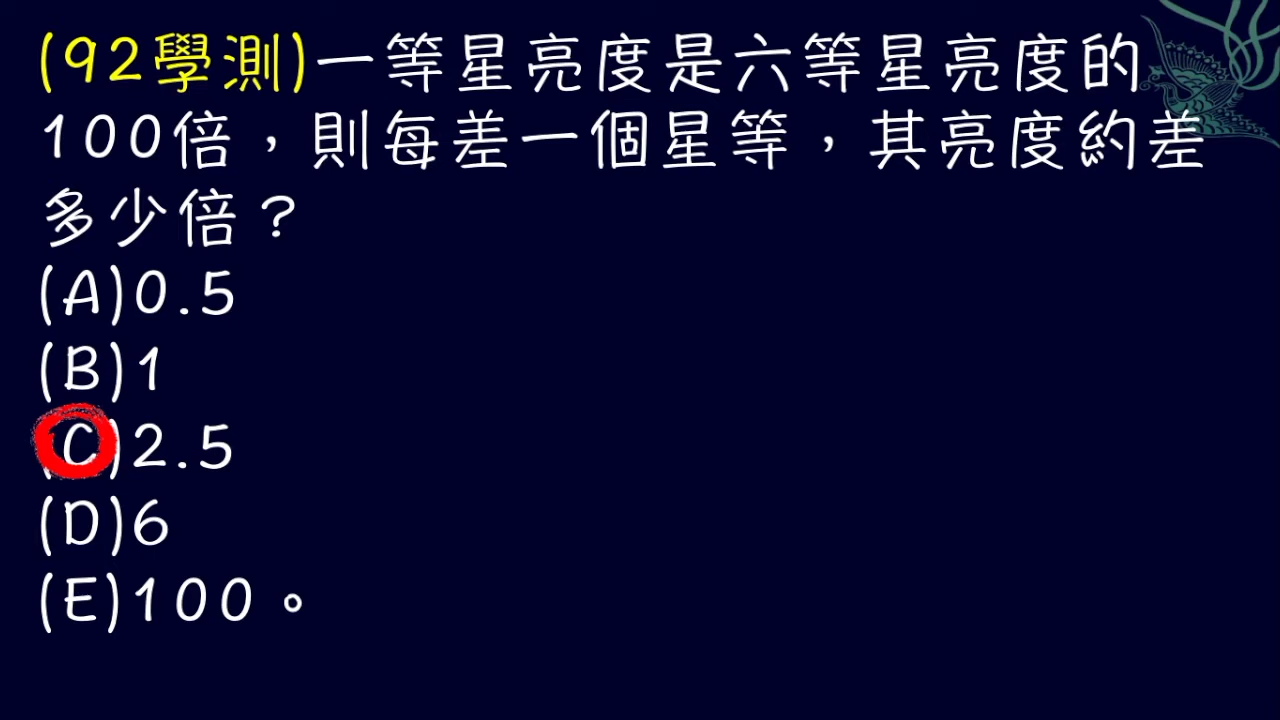 (92學測)一等星亮度是六等星亮度的
100倍，則每差一個星等，其亮度約差
多少倍？
(A)0.5
(B)1
(C)2.5
(D)6
(E)100。